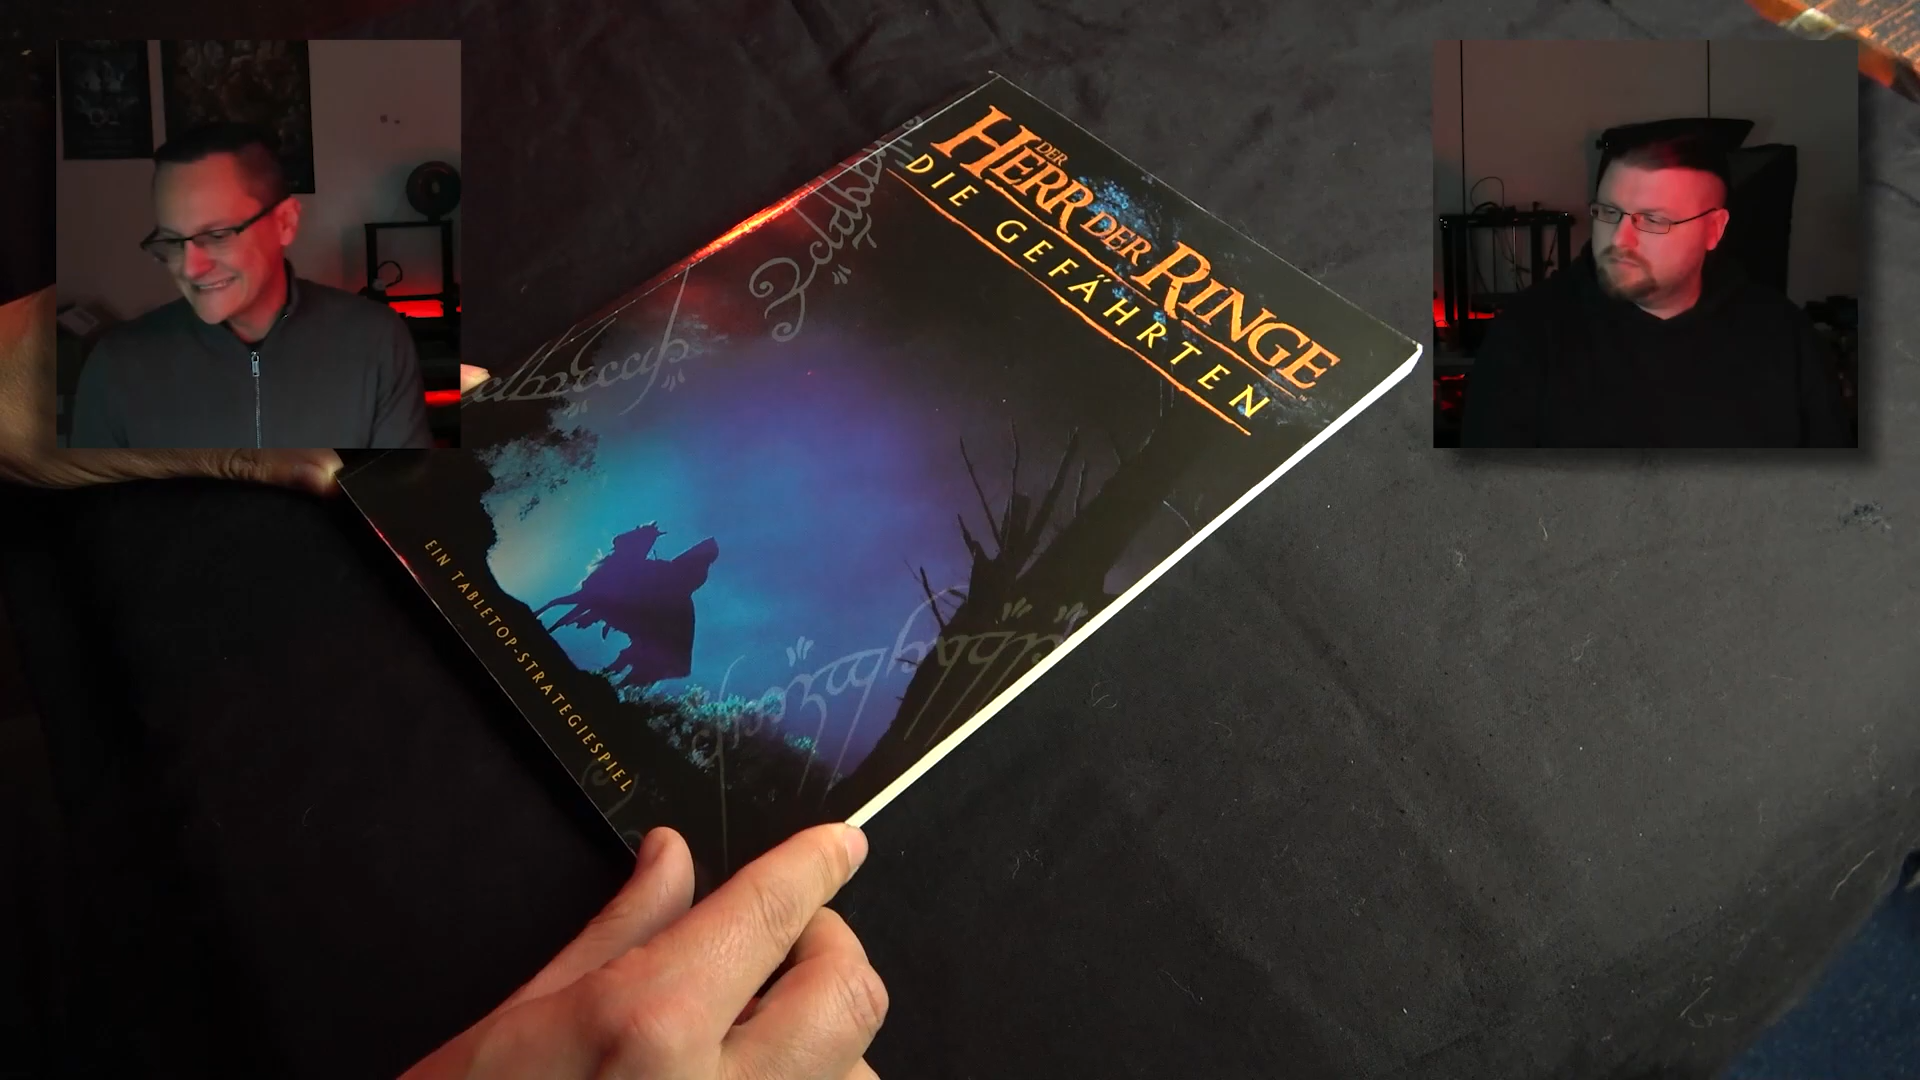 DER
HERR DER RINGE
DIE GEFÄHRTEN
EIN TABLETOP-STRATEGIESPIEL